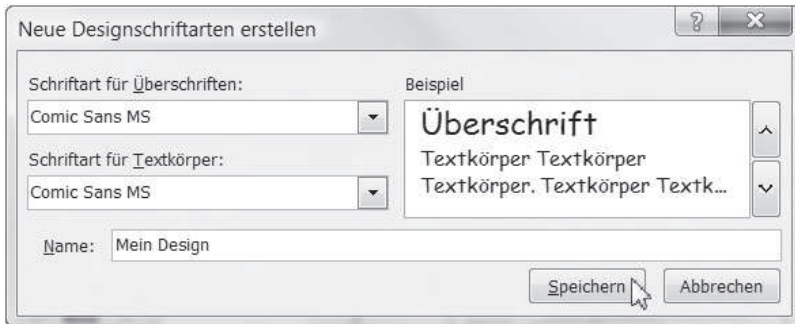 Neue Designschriftarten erstellen
Schriftart für Überschriften:
Comic Sans MS
Schriftart für Textkörper:
Comic Sans MS
Beispiel
Überschrift
Textkörper Textkörper
Textkörper. Textkörper Textk...
Name: Mein Design
Speichern Abbrechen